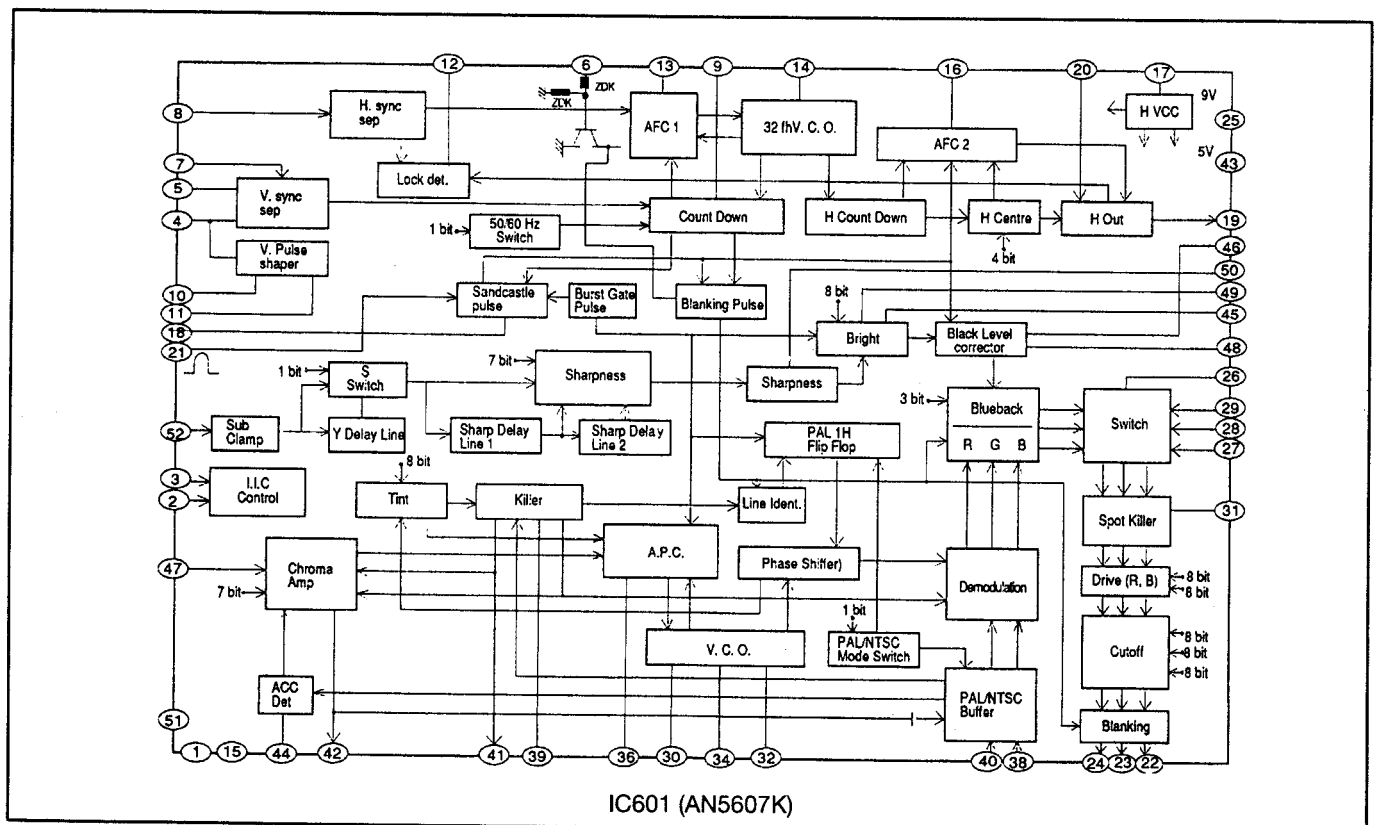 12
6
13
9
14
16
20
17
ZDK
ZDK
8
H. sync
sep
AFC 1
32 fhV. C. O.
AFC 2
H VCC
9V
25
7
5V
43
5
V. sync
sep
Lock det.
4
1 bit
50/60 Hz
Switch
Count Down
H Count Down
H Centre
H Out
19
4 bit
46
V. Pulse
shaper
50
10
Sandcastle
pulse
Burst Gate
Pulse
Blanking Pulse
8 bit
49
11
45
18
Bright
Black Level
corrector
48
21
1 bit
S
Switch
7 bit
Sharpness
Sharpness
26
3 bit
Blueback
R G B
Switch
29
28
27
52
Sub
Clamp
Y Delay Line
Sharp Delay
Line 1
Sharp Delay
Line 2
PAL 1H
Flip Flop
3
2
I.I.C
Control
8 bit
Tint
Killer
Line Ident.
Spot Killer
31
47
Chroma
Amp
7 bit
A.P.C.
Phase Shiffer)
Demodulation
Drive (R, B)
8 bit
8 bit
1 bit
PAL/NTSC
Mode Switch
V. C. O.
Cutoff
8 bit
8 bit
8 bit
ACC
Det
PAL/NTSC
Buffer
Blanking
51
1
15
44
42
41
39
36
30
34
32
40
38
24
23
22
IC601 (AN5607K)